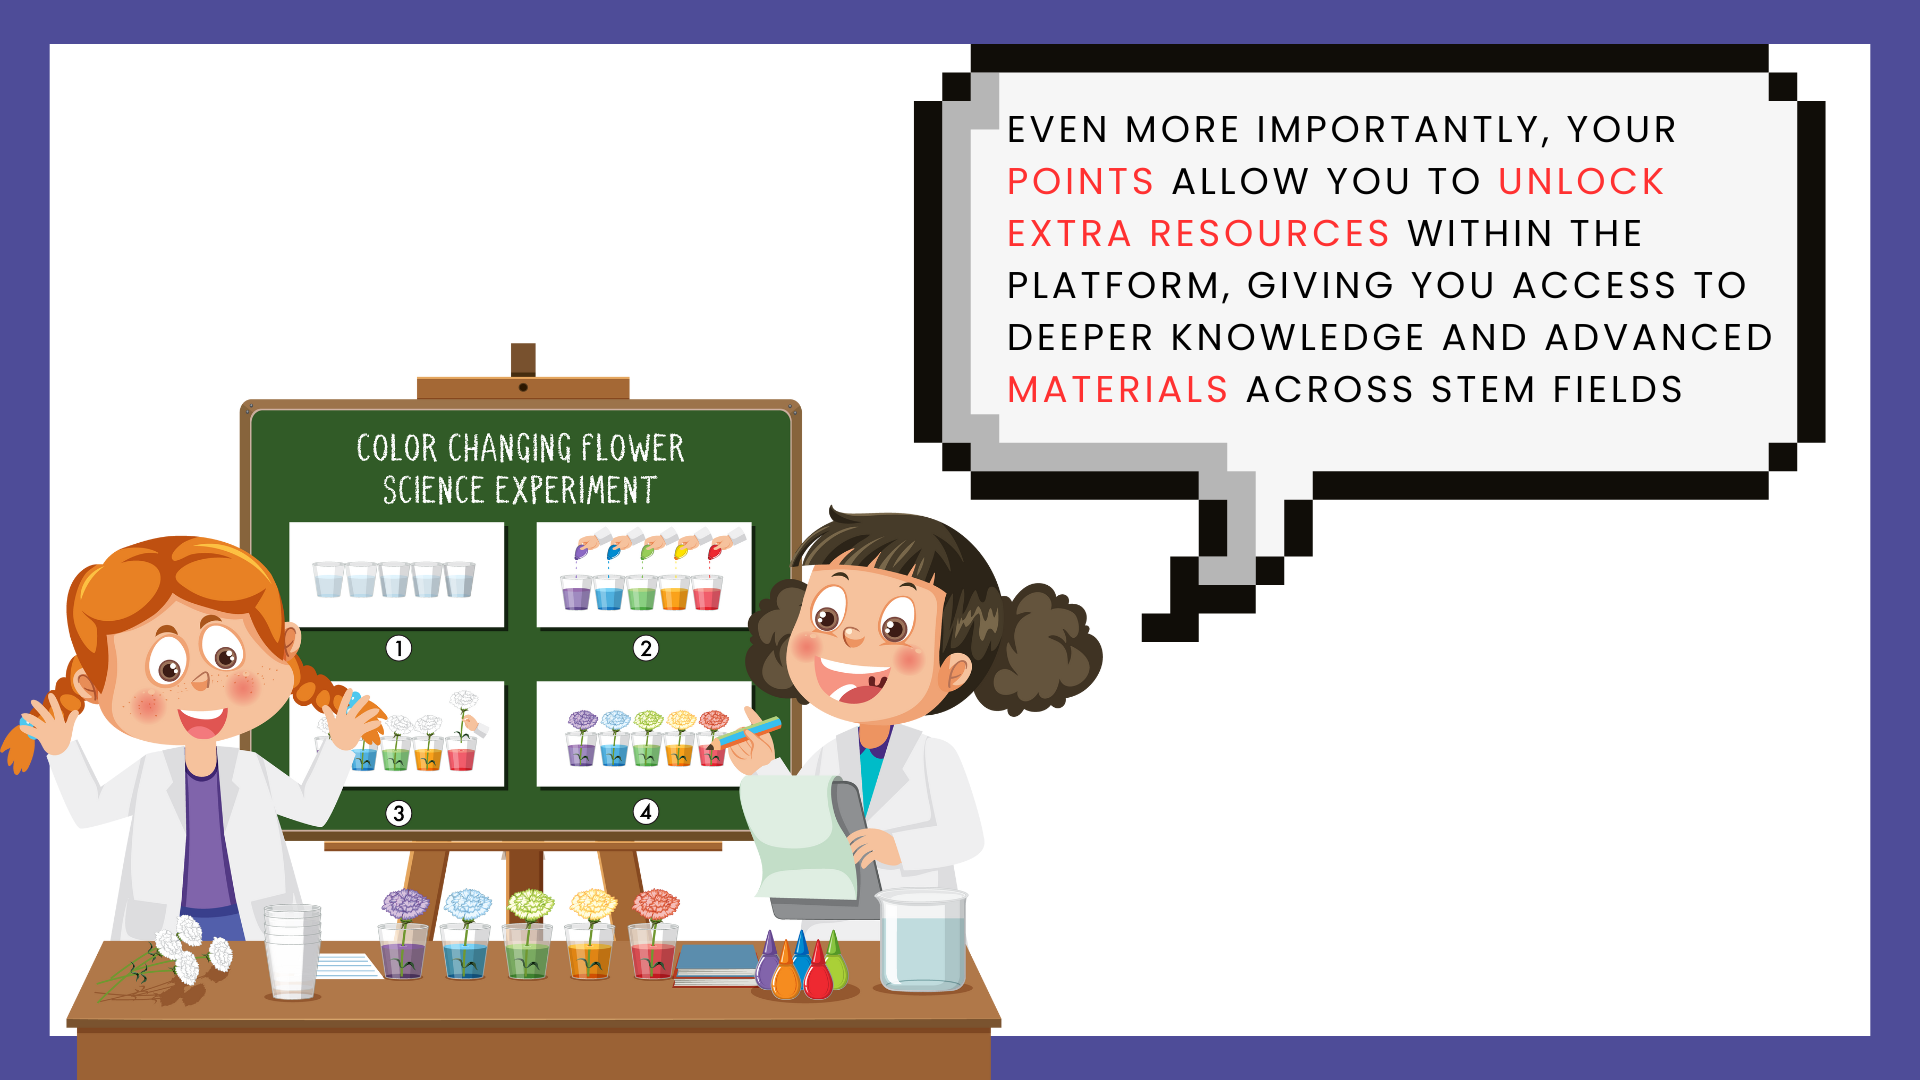 EVEN MORE IMPORTANTLY, YOUR
POINTS ALLOW YOU TO UNLOCK
EXTRA RESOURCES WITHIN THE
PLATFORM, GIVING YOU ACCESS TO
DEEPER KNOWLEDGE AND ADVANCED
MATERIALS ACROSS STEM FIELDS
COLOR CHANGING FLOWER
SCIENCE EXPERIMENT
1
2
3
4